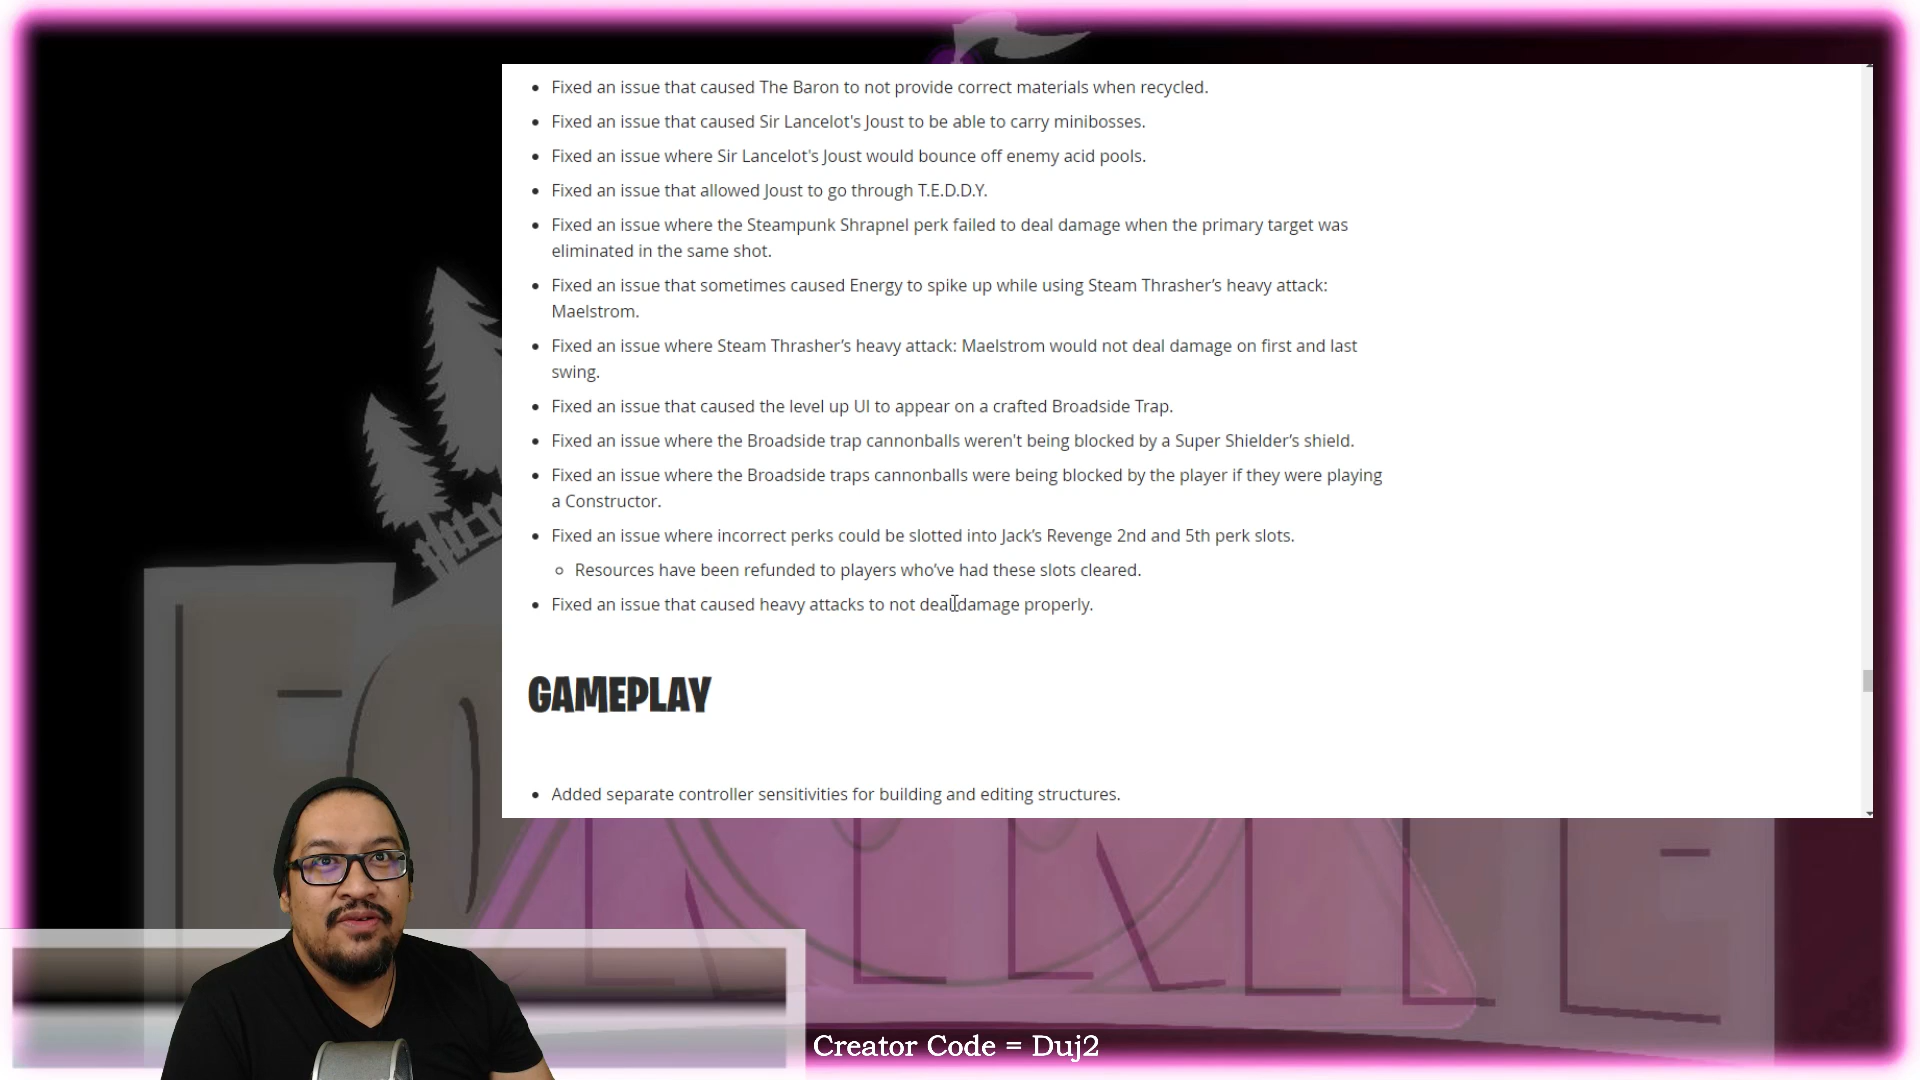 Fixed an issue that caused The Baron to not provide correct materials when recycled.
Fixed an issue that caused Sir Lancelot's Joust to be able to carry minibosses.
Fixed an issue where Sir Lancelot's Joust would bounce off enemy acid pools.
Fixed an issue that allowed Joust to go through T.E.D.D.Y.
Fixed an issue where the Steampunk Shrapnel perk failed to deal damage when the primary target was
eliminated in the same shot.
Fixed an issue that sometimes caused Energy to spike up while using Steam Thrasher’s heavy attack:
Maelstrom.
Fixed an issue where Steam Thrasher’s heavy attack: Maelstrom would not deal damage on first and last
swing.
Fixed an issue that caused the level up UI to appear on a crafted Broadside Trap.
Fixed an issue where the Broadside trap cannonballs weren't being blocked by a Super Shielder’s shield.
Fixed an issue where the Broadside traps cannonballs were being blocked by the player if they were playing
a Constructor.
Fixed an issue where incorrect perks could be slotted into Jack’s Revenge 2nd and 5th perk slots.
Resources have been refunded to players who’ve had these slots cleared.
Fixed an issue that caused heavy attacks to not deal damage properly.
GAMEPLAY
Added separate controller sensitivities for building and editing structures.
Creator Code = Duj2